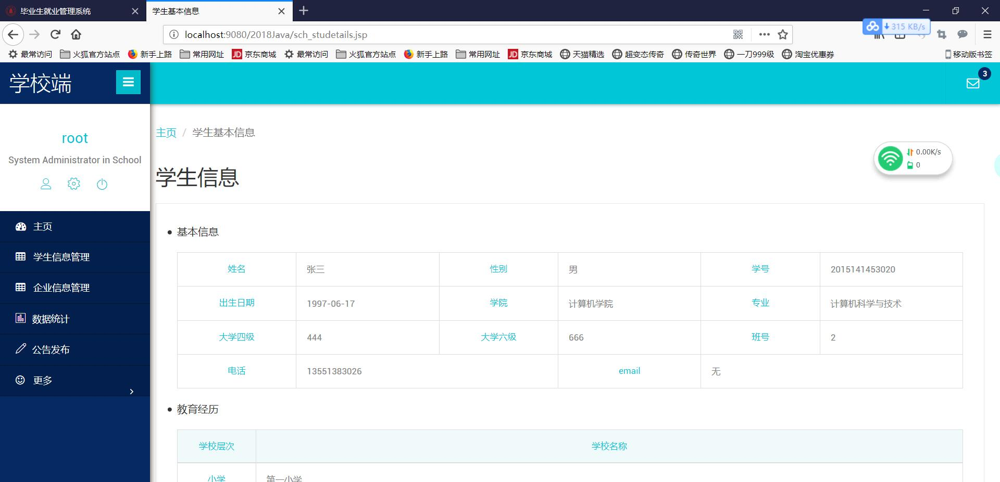 毕业生就业管理系统
学生基本信息
localhost:9080/2018Java/sch_studetails.jsp
315 KB/s
最常访问 火狐官方站点 新手上路 常用网址 JD 京东商城 最常访问 火狐官方站点 新手上路 常用网址 JD 京东商城 天猫精选 超变态传奇 传奇世界 一刀999级 淘宝优惠券 移动版书签
学校端
3
root
System Administrator in School
主页
学生信息管理
企业信息管理
数据统计
公告发布
更多
主页 / 学生基本信息
0.00K/s
0
学生信息
基本信息
姓名 张三 性别 男 学号 2015141453020
出生日期 1997-06-17 学院 计算机学院 专业 计算机科学与技术
大学四级 444 大学六级 666 班号 2
电话 13551383026 email 无
教育经历
学校层次 学校名称
小学 第一小学